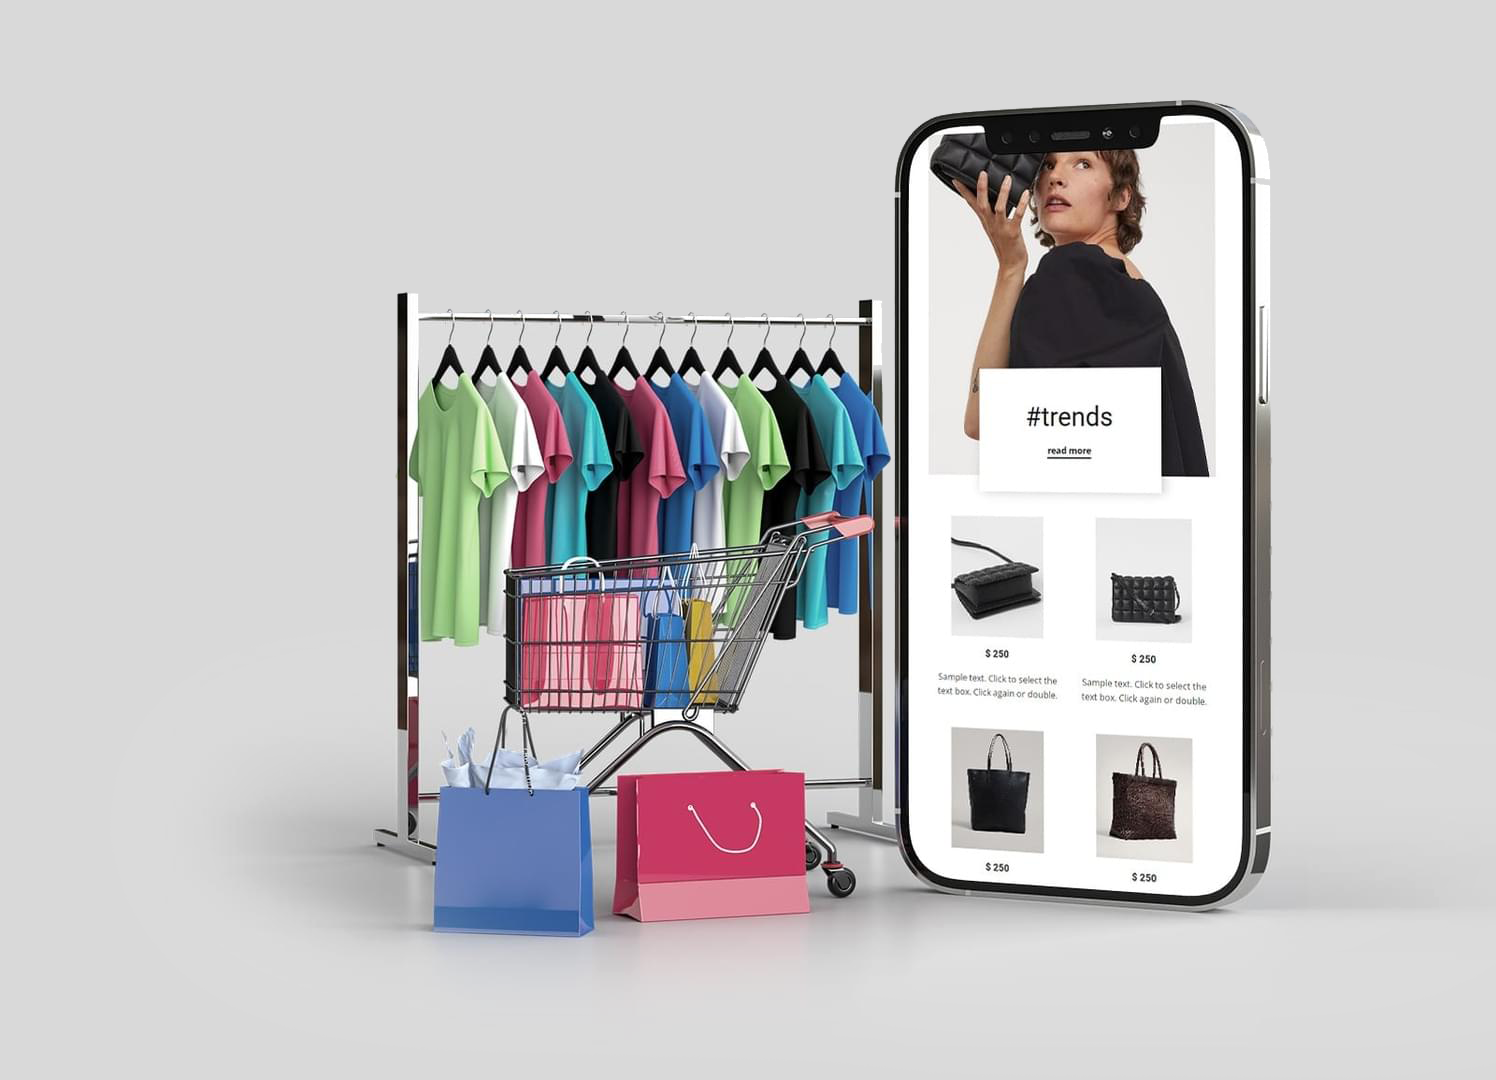 #trends
read more
$ 250
Sample text. Click to select the
text box. Click again or double.
$ 250
Sample text. Click to select the
text box. Click again or double.
$ 250
$ 250